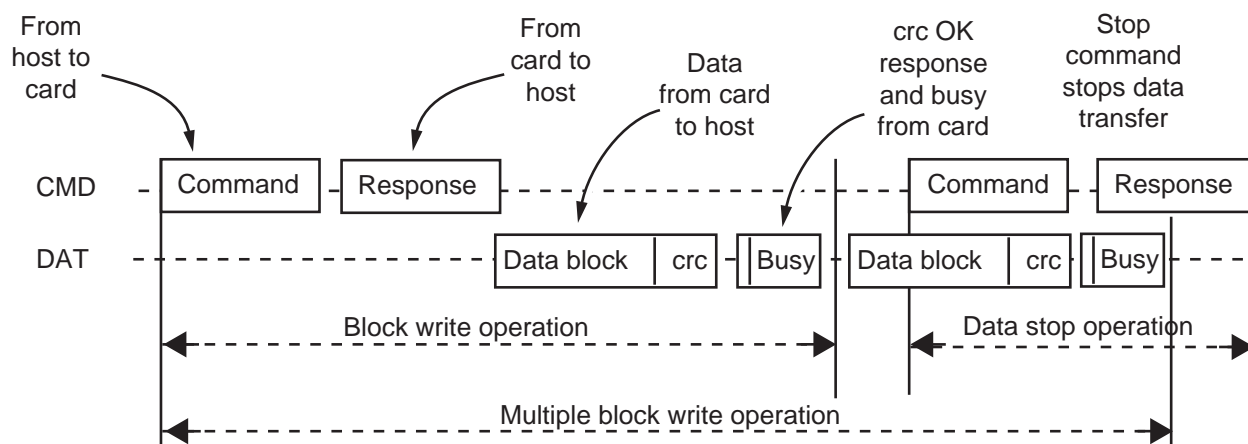 From
host to
card
From
card to
host
Data
from card
to host
crc OK
response
and busy
from card
Stop
command
stops data
transfer
CMD
Command
Response
Command
Response
DAT
Data block
crc
Busy
Data block
crc
Busy
Block write operation
Data stop operation
Multiple block write operation